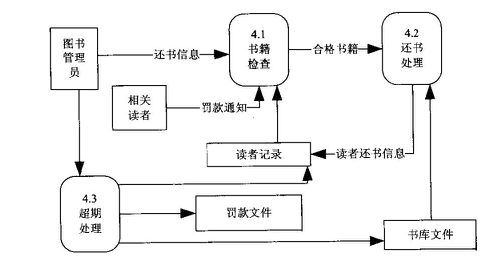 图书
管理
员
还书信息
4.1
书籍
检查
合格书籍
4.2
还书
处理
相关
读者
罚款通知
读者记录
读者还书信息
4.3
超期
处理
罚款文件
书库文件